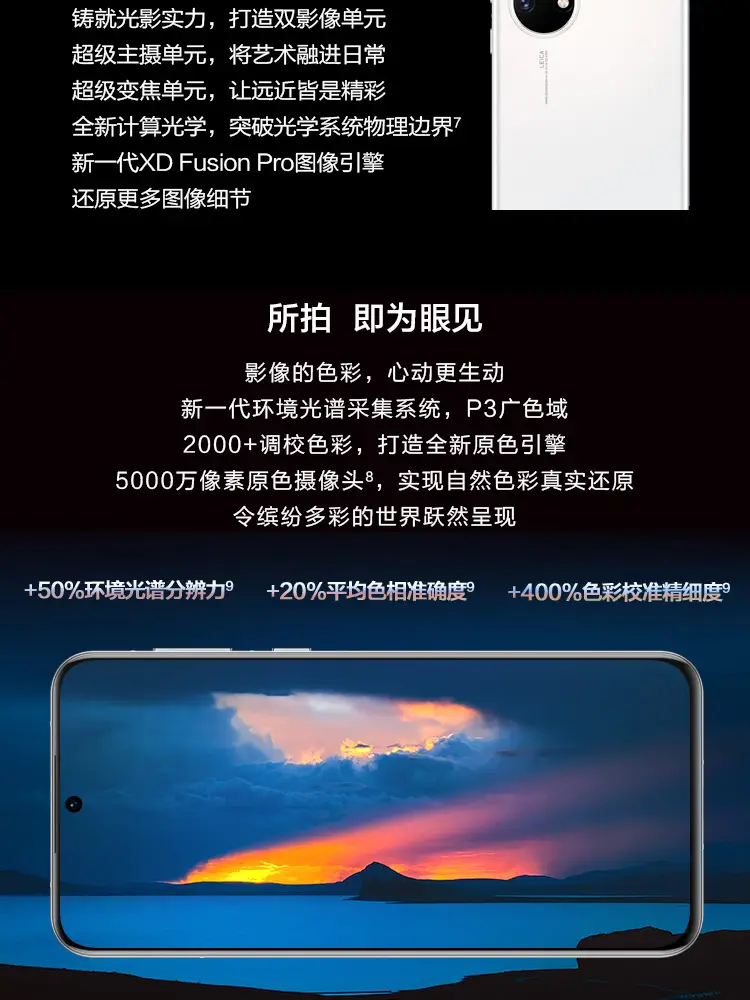 铸就光影实力，打造双影像单元
超级主摄单元，将艺术融进日常
超级变焦单元，让远近皆是精彩
全新计算光学，突破光学系统物理边界7
新一代XD Fusion Pro图像引擎
还原更多图像细节
LEICA
所拍 即为眼见
影像的色彩，心动更生动
新一代环境光谱采集系统，P3广色域
2000+调校色彩，打造全新原色引擎
5000万像素原色摄像头8，实现自然色彩真实还原
令缤纷多彩的世界跃然呈现
+50%环境光谱分辨力9 +20%平均色相准确度9 +400%色彩校准精细度9